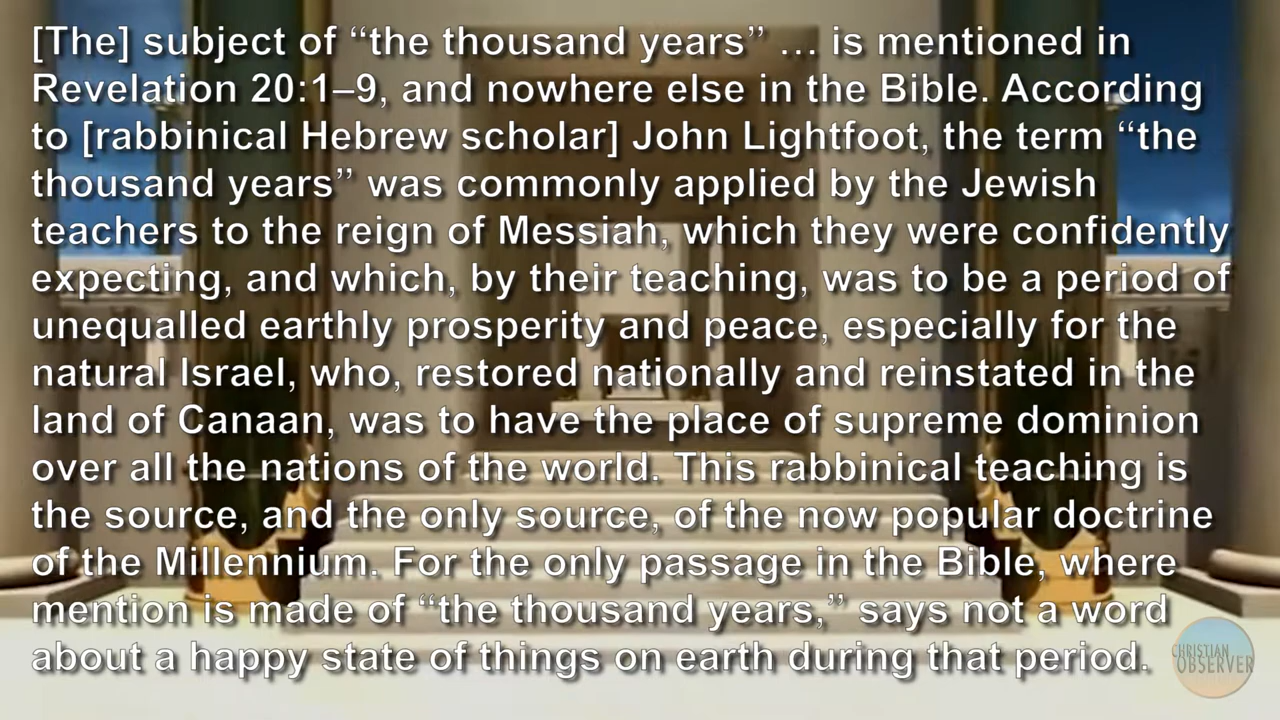 [The] subject of “the thousand years” … is mentioned in
Revelation 20:1–9, and nowhere else in the Bible. According
to [rabbinical Hebrew scholar] John Lightfoot, the term “the
thousand years” was commonly applied by the Jewish
teachers to the reign of Messiah, which they were confidently
expecting, and which, by their teaching, was to be a period of
unequalled earthly prosperity and peace, especially for the
natural Israel, who, restored nationally and reinstated in the
land of Canaan, was to have the place of supreme dominion
over all the nations of the world. This rabbinical teaching is
the source, and the only source, of the now popular doctrine
of the Millennium. For the only passage in the Bible, where
mention is made of “the thousand years,” says not a word
about a happy state of things on earth during that period.
CHRISTIAN
OBSERVER